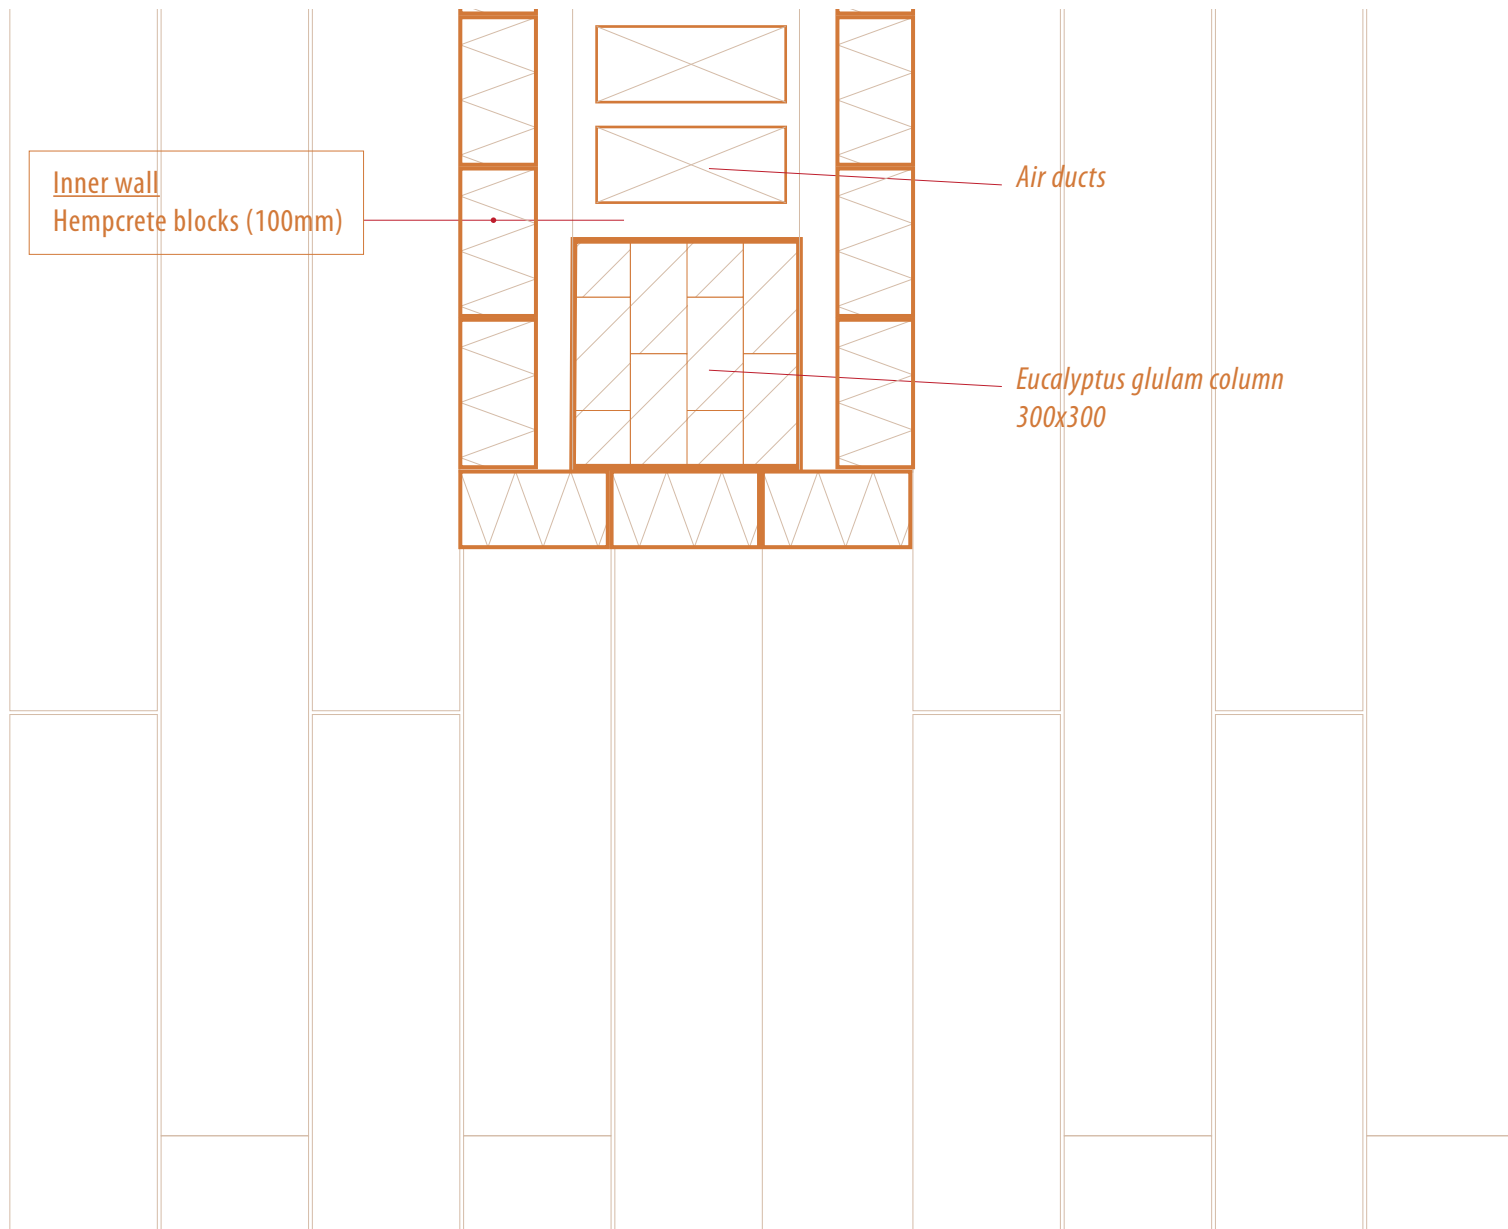 Inner wall
Hempcrete blocks (100mm)
Air ducts
Eucalyptus glulam column
300x300